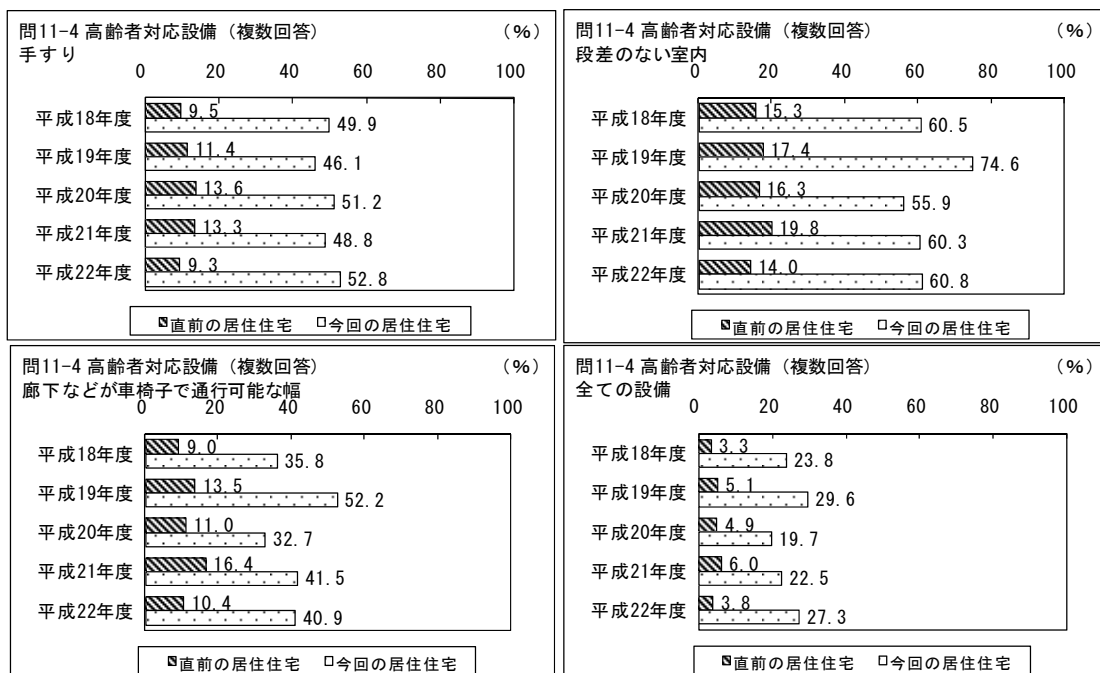 問11-4 高齢者対応設備（複数回答） (%)
手すり
0 20 40 60 80 100
平成18年度 9.5 49.9
平成19年度 11.4 46.1
平成20年度 13.6 51.2
平成21年度 13.3 48.8
平成22年度 9.3 52.8
直前の居住住宅 今回の居住住宅
問11-4 高齢者対応設備（複数回答） (%)
段差のない室内
0 20 40 60 80 100
平成18年度 15.3 60.5
平成19年度 17.4 74.6
平成20年度 16.3 55.9
平成21年度 19.8 60.3
平成22年度 14.0 60.8
直前の居住住宅 今回の居住住宅
問11-4 高齢者対応設備（複数回答） (%)
廊下などが車椅子で通行可能な幅
0 20 40 60 80 100
平成18年度 9.0 35.8
平成19年度 13.5 52.2
平成20年度 11.0 32.7
平成21年度 16.4 41.5
平成22年度 10.4 40.9
直前の居住住宅 今回の居住住宅
問11-4 高齢者対応設備（複数回答） (%)
全ての設備
0 20 40 60 80 100
平成18年度 3.3 23.8
平成19年度 5.1 29.6
平成20年度 4.9 19.7
平成21年度 6.0 22.5
平成22年度 3.8 27.3
直前の居住住宅 今回の居住住宅